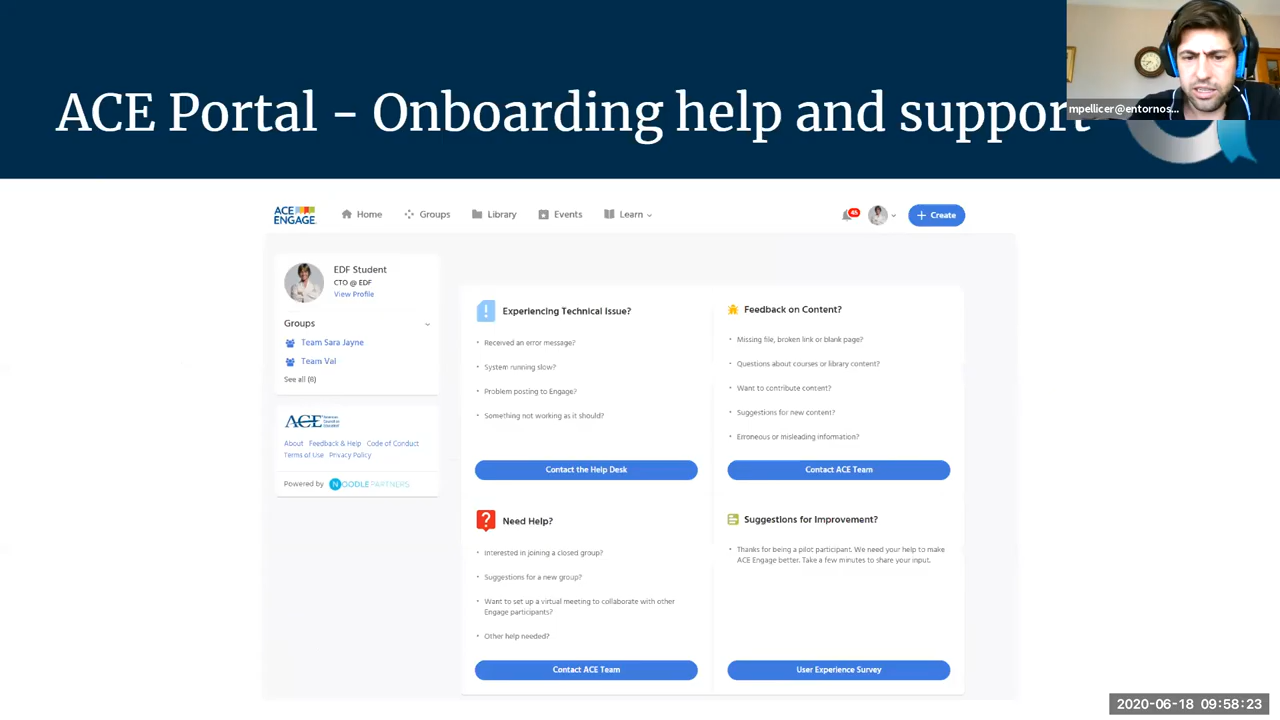 ACE Portal - Onboarding help and support
mpellicer@entornos...
ACE
ENGAGE
Home
Groups
Library
Events
Learn
Create
EDF Student
CTO @ EDF
View Profile
Groups
Team Sara Jayne
Team Val
See all (8)
ACE
About Feedback & Help Code of Conduct
Terms of Use Privacy Policy
Powered by NOODLE PARTNERS
Experiencing Technical Issue?
· Received an error message?
· System running slow?
· Problem posting to Engage?
· Something not working as it should?
Contact the Help Desk
Feedback on Content?
· Missing file, broken link or blank page?
· Questions about courses or library content?
· Want to contribute content?
· Suggestions for new content?
· Erroneous or misleading information?
Contact ACE Team
Need Help?
· Interested in joining a closed group?
· Suggestions for a new group?
· Want to set up a virtual meeting to collaborate with other
Engage participants?
· Other help needed?
Contact ACE Team
Suggestions for Improvement?
· Thanks for being a pilot participant. We need your help to make
ACE Engage better. Take a few minutes to share your input.
User Experience Survey
2020-06-18 09:58:23